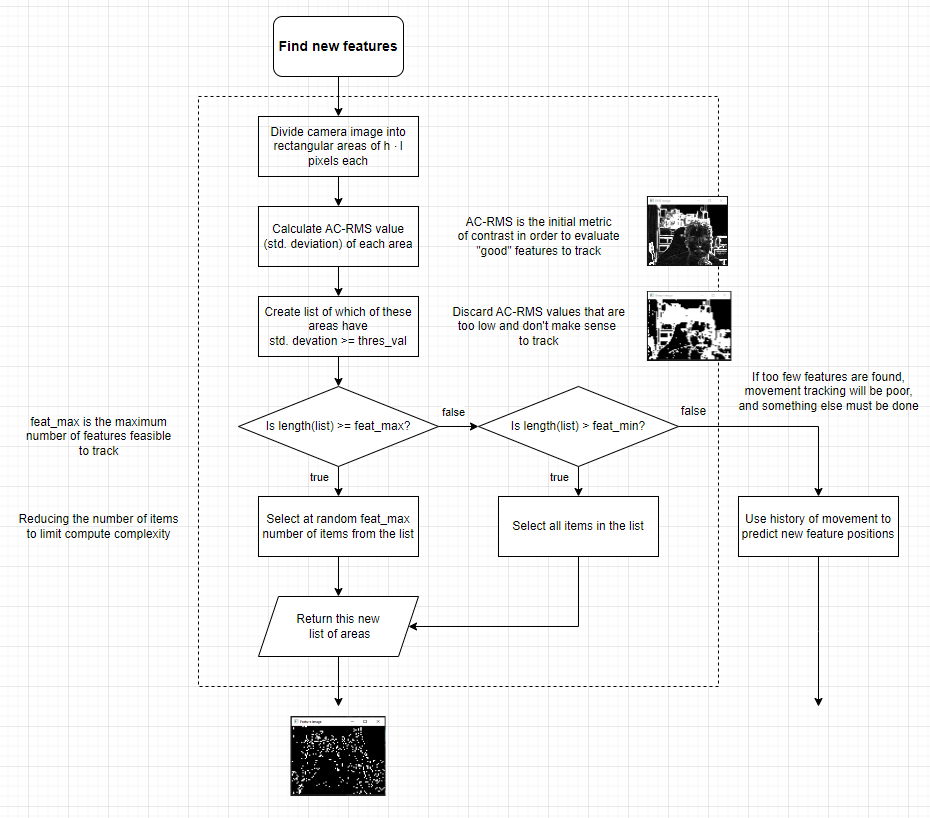 Find new features
Divide camera image into
rectangular areas of h · l
pixels each
Calculate AC-RMS value
(std. deviation) of each area
AC-RMS is the initial metric
of contrast in order to evaluate
"good" features to track
Create list of which of these
areas have
std. devation >= thres_val
Discard AC-RMS values that are
too low and don't make sense
to track
If too few features are found,
movement tracking will be poor,
and something else must be done
feat_max is the maximum
number of features feasible
to track
Is length(list) >= feat_max?
false
Is length(list) > feat_min?
false
true
true
Reducing the number of items
to limit compute complexity
Select at random feat_max
number of items from the list
Select all items in the list
Use history of movement to
predict new feature positions
Return this new
list of areas
Feature image